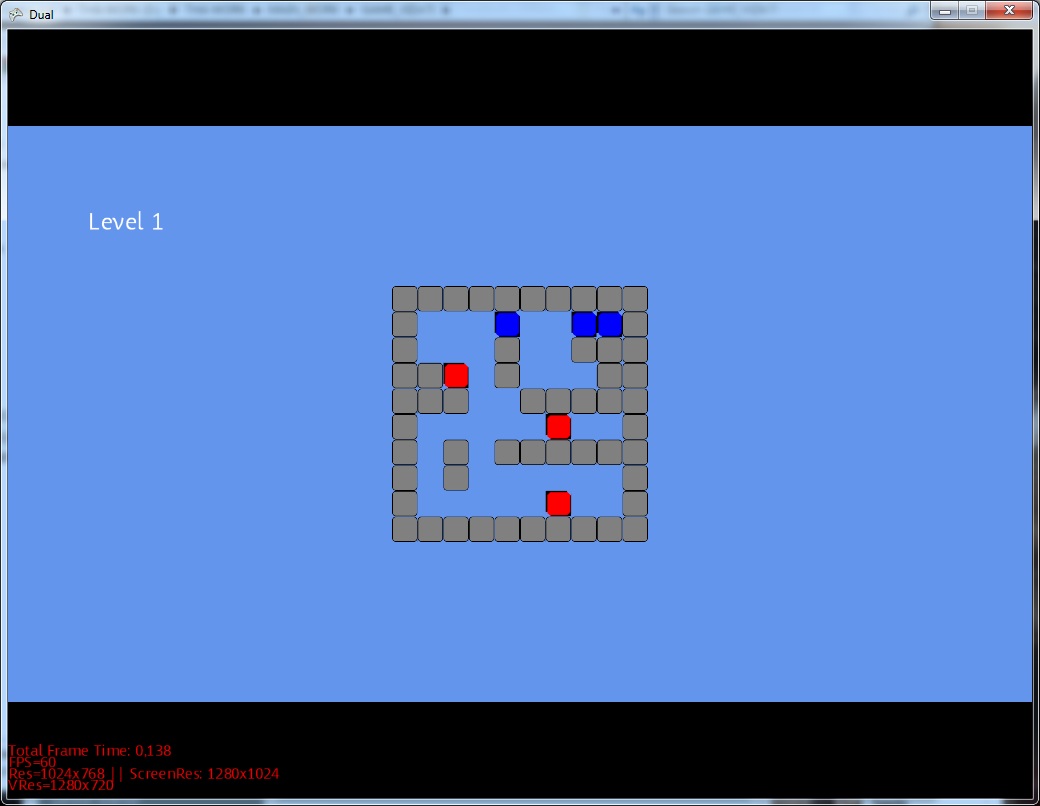 Dual
Level 1
Total Frame Time: 0,138
FPS=60
Res=1024x768 || ScreenRes: 1280x1024
VRes=1280x720